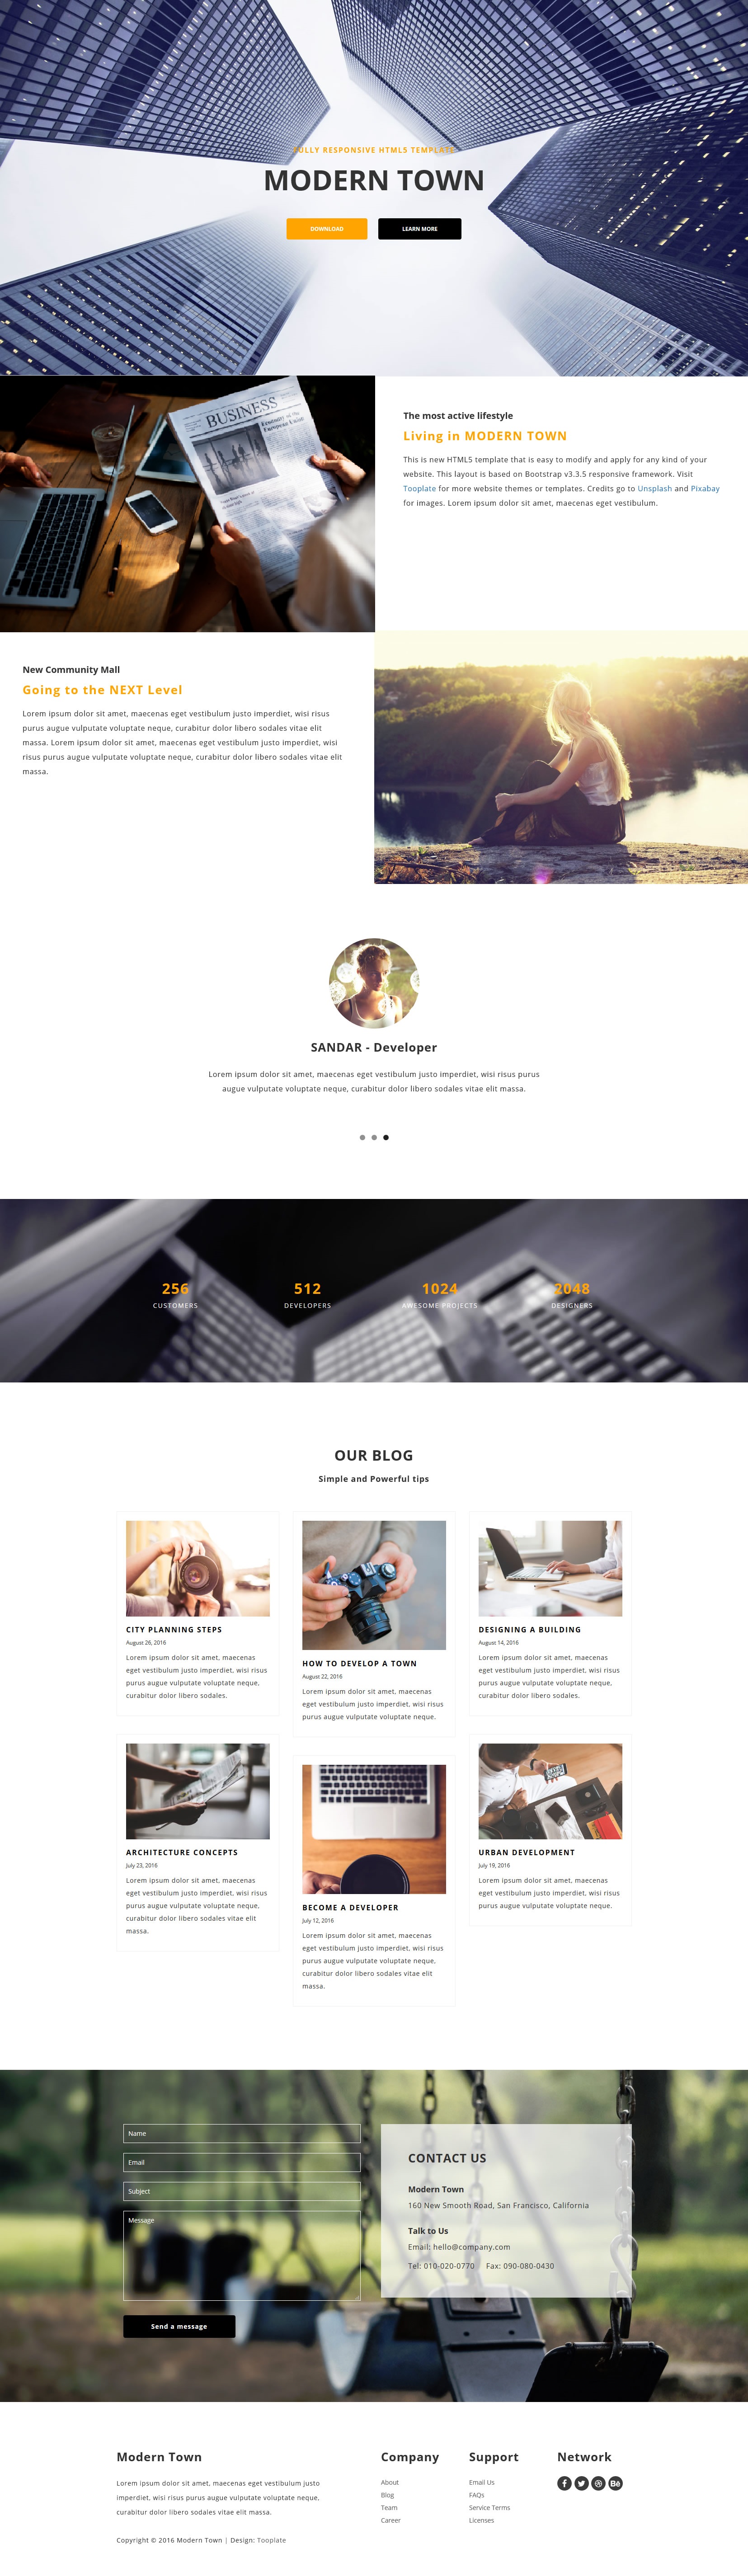 FULLY RESPONSIVE HTML5 TEMPLATE
MODERN TOWN
DOWNLOAD
LEARN MORE
BUSINESS
The most active lifestyle
Living in MODERN TOWN
This is new HTML5 template that is easy to modify and apply for any kind of your
website. This layout is based on Bootstrap v3.3.5 responsive framework. Visit
Tooplate for more website themes or templates. Credits go to Unsplash and Pixabay
for images. Lorem ipsum dolor sit amet, maecenas eget vestibulum.
New Community Mall
Going to the NEXT Level
Lorem ipsum dolor sit amet, maecenas eget vestibulum justo imperdiet, wisi risus
purus augue vulputate voluptate neque, curabitur dolor libero sodales vitae elit
massa. Lorem ipsum dolor sit amet, maecenas eget vestibulum justo imperdiet, wisi
risus purus augue vulputate voluptate neque, curabitur dolor libero sodales vitae elit
massa.
SANDAR - Developer
Lorem ipsum dolor sit amet, maecenas eget vestibulum justo imperdiet, wisi risus purus
augue vulputate voluptate neque, curabitur dolor libero sodales vitae elit massa.
256
CUSTOMERS
512
DEVELOPERS
1024
AWESOME PROJECTS
2048
DESIGNERS
OUR BLOG
Simple and Powerful tips
CITY PLANNING STEPS
August 26, 2016
Lorem ipsum dolor sit amet, maecenas
eget vestibulum justo imperdiet, wisi risus
purus augue vulputate voluptate neque,
curabitur dolor libero sodales.
HOW TO DEVELOP A TOWN
August 22, 2016
Lorem ipsum dolor sit amet, maecenas
eget vestibulum justo imperdiet, wisi risus
purus augue vulputate voluptate neque.
DESIGNING A BUILDING
August 14, 2016
Lorem ipsum dolor sit amet, maecenas
eget vestibulum justo imperdiet, wisi risus
purus augue vulputate voluptate neque,
curabitur dolor libero sodales.
ARCHITECTURE CONCEPTS
July 23, 2016
Lorem ipsum dolor sit amet, maecenas
eget vestibulum justo imperdiet, wisi risus
purus augue vulputate voluptate neque,
curabitur dolor libero sodales vitae elit
massa.
BECOME A DEVELOPER
July 12, 2016
Lorem ipsum dolor sit amet, maecenas
eget vestibulum justo imperdiet, wisi risus
purus augue vulputate voluptate neque,
curabitur dolor libero sodales vitae elit
massa.
URBAN DEVELOPMENT
July 19, 2016
Lorem ipsum dolor sit amet, maecenas
eget vestibulum justo imperdiet, wisi risus
purus augue vulputate voluptate neque.
Name
Email
Subject
Message
Send a message
CONTACT US
Modern Town
160 New Smooth Road, San Francisco, California
Talk to Us
Email: hello@company.com
Tel: 010-020-0770 Fax: 090-080-0430
Modern Town
Lorem ipsum dolor sit amet, maecenas eget vestibulum justo
imperdiet, wisi risus purus augue vulputate voluptate neque,
curabitur dolor libero sodales vitae elit massa.
Copyright © 2016 Modern Town | Design: Tooplate
Company
About
Blog
Team
Career
Support
Email Us
FAQs
Service Terms
Licenses
Network